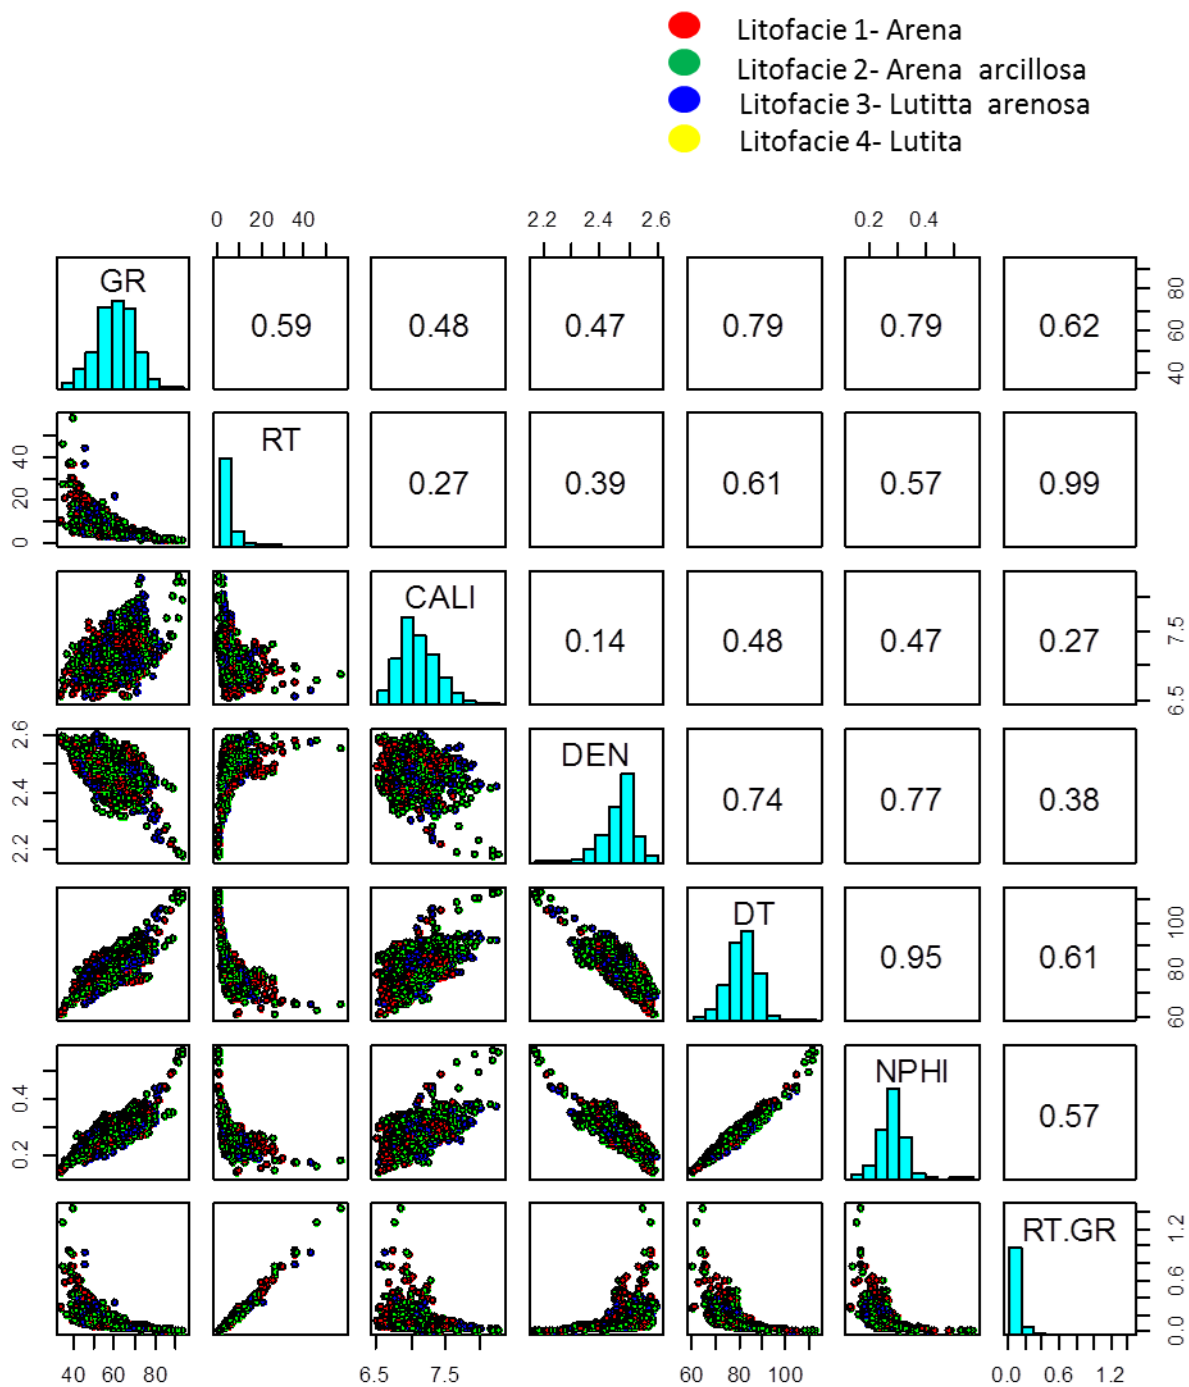 Litofacie 1- Arena
Litofacie 2- Arena arcillosa
Litofacie 3- Lutitta arenosa
Litofacie 4- Lutita
0 20 40
2.2 2.4 2.6
0.2 0.4
GR
0.59
0.48
0.47
0.79
0.79
0.62
40 60 80
0 20 40
RT
0.27
0.39
0.61
0.57
0.99
CALI
0.14
0.48
0.47
0.27
6.5 7.5
2.2 2.4 2.6
DEN
0.74
0.77
0.38
DT
0.95
0.61
60 80 100
0.2 0.4
NPHI
0.57
RT.GR
0.0 0.6 1.2
40 60 80
6.5 7.5
60 80 100
0.0 0.6 1.2